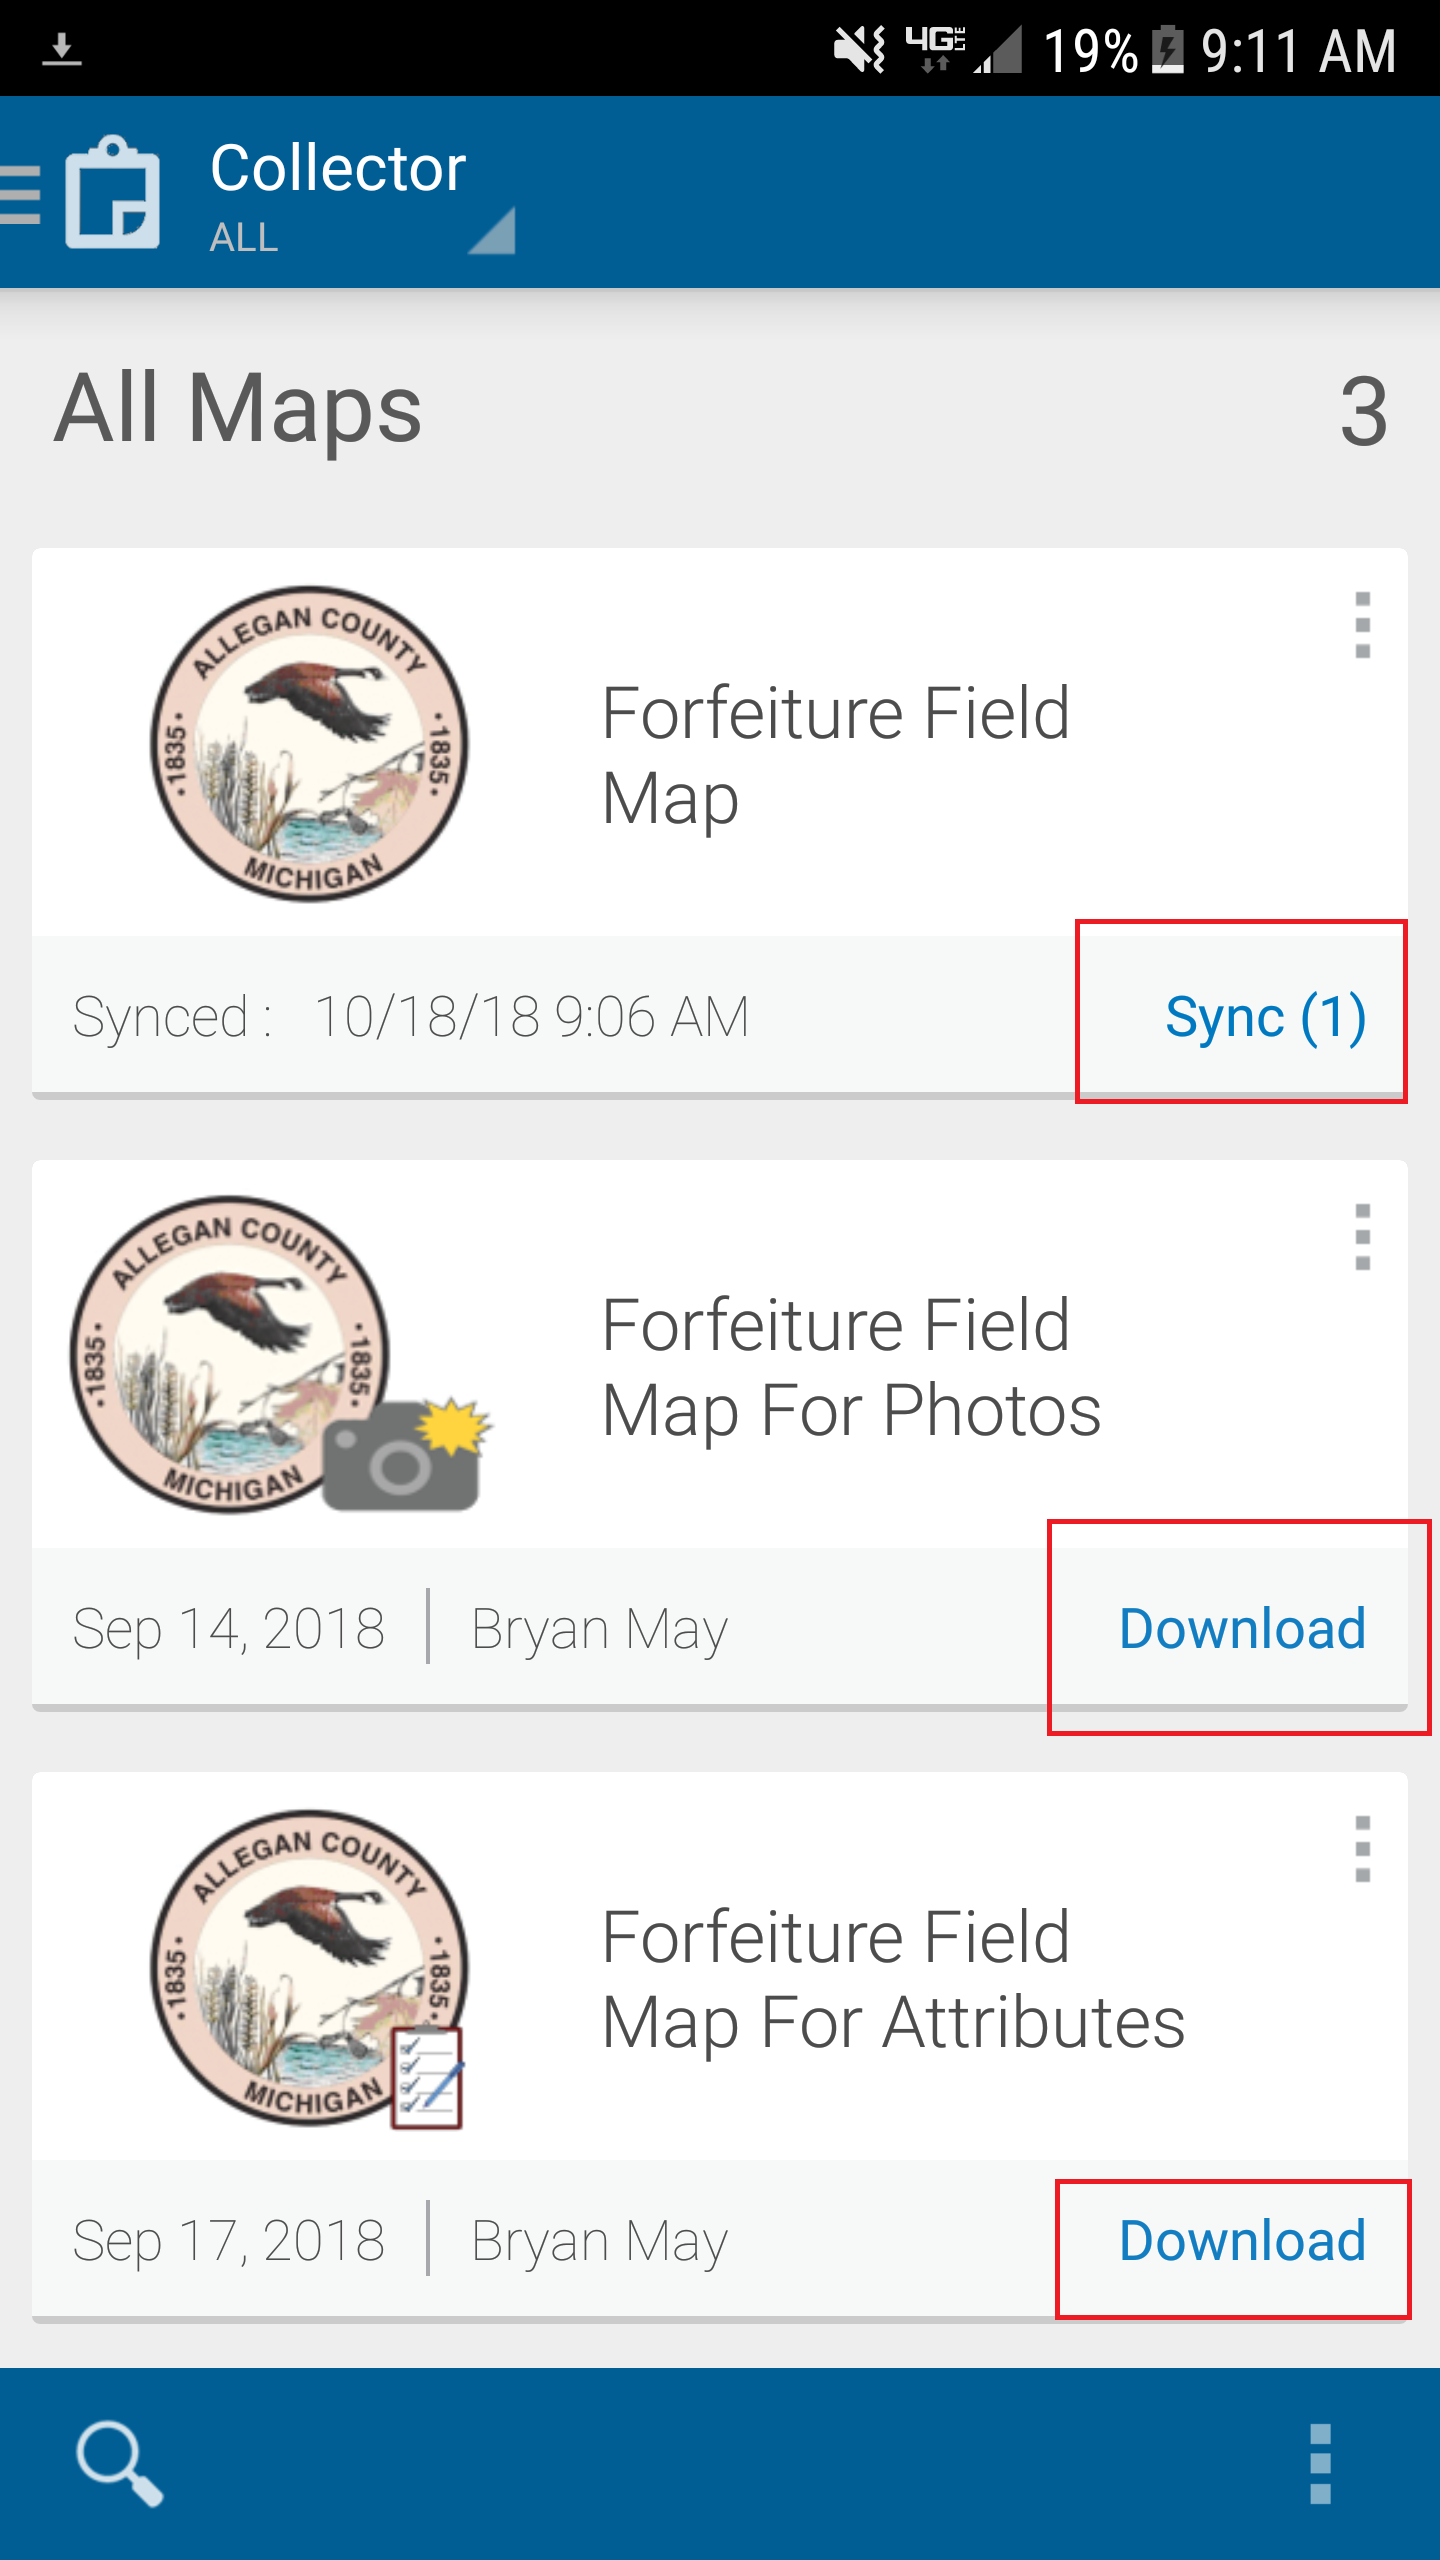 4G LTE 19% 9:11 AM
Collector
ALL
All Maps 3
ALLEGAN COUNTY
·1835· ·1835·
MICHIGAN
Forfeiture Field
Map
Synced : 10/18/18 9:06 AM Sync (1)
ALLEGAN COUNTY
·1835· ·1835·
MICHIGAN
Forfeiture Field
Map For Photos
Sep 14, 2018 Bryan May Download
ALLEGAN COUNTY
·1835· ·1835·
MICHIGAN
Forfeiture Field
Map For Attributes
Sep 17, 2018 Bryan May Download